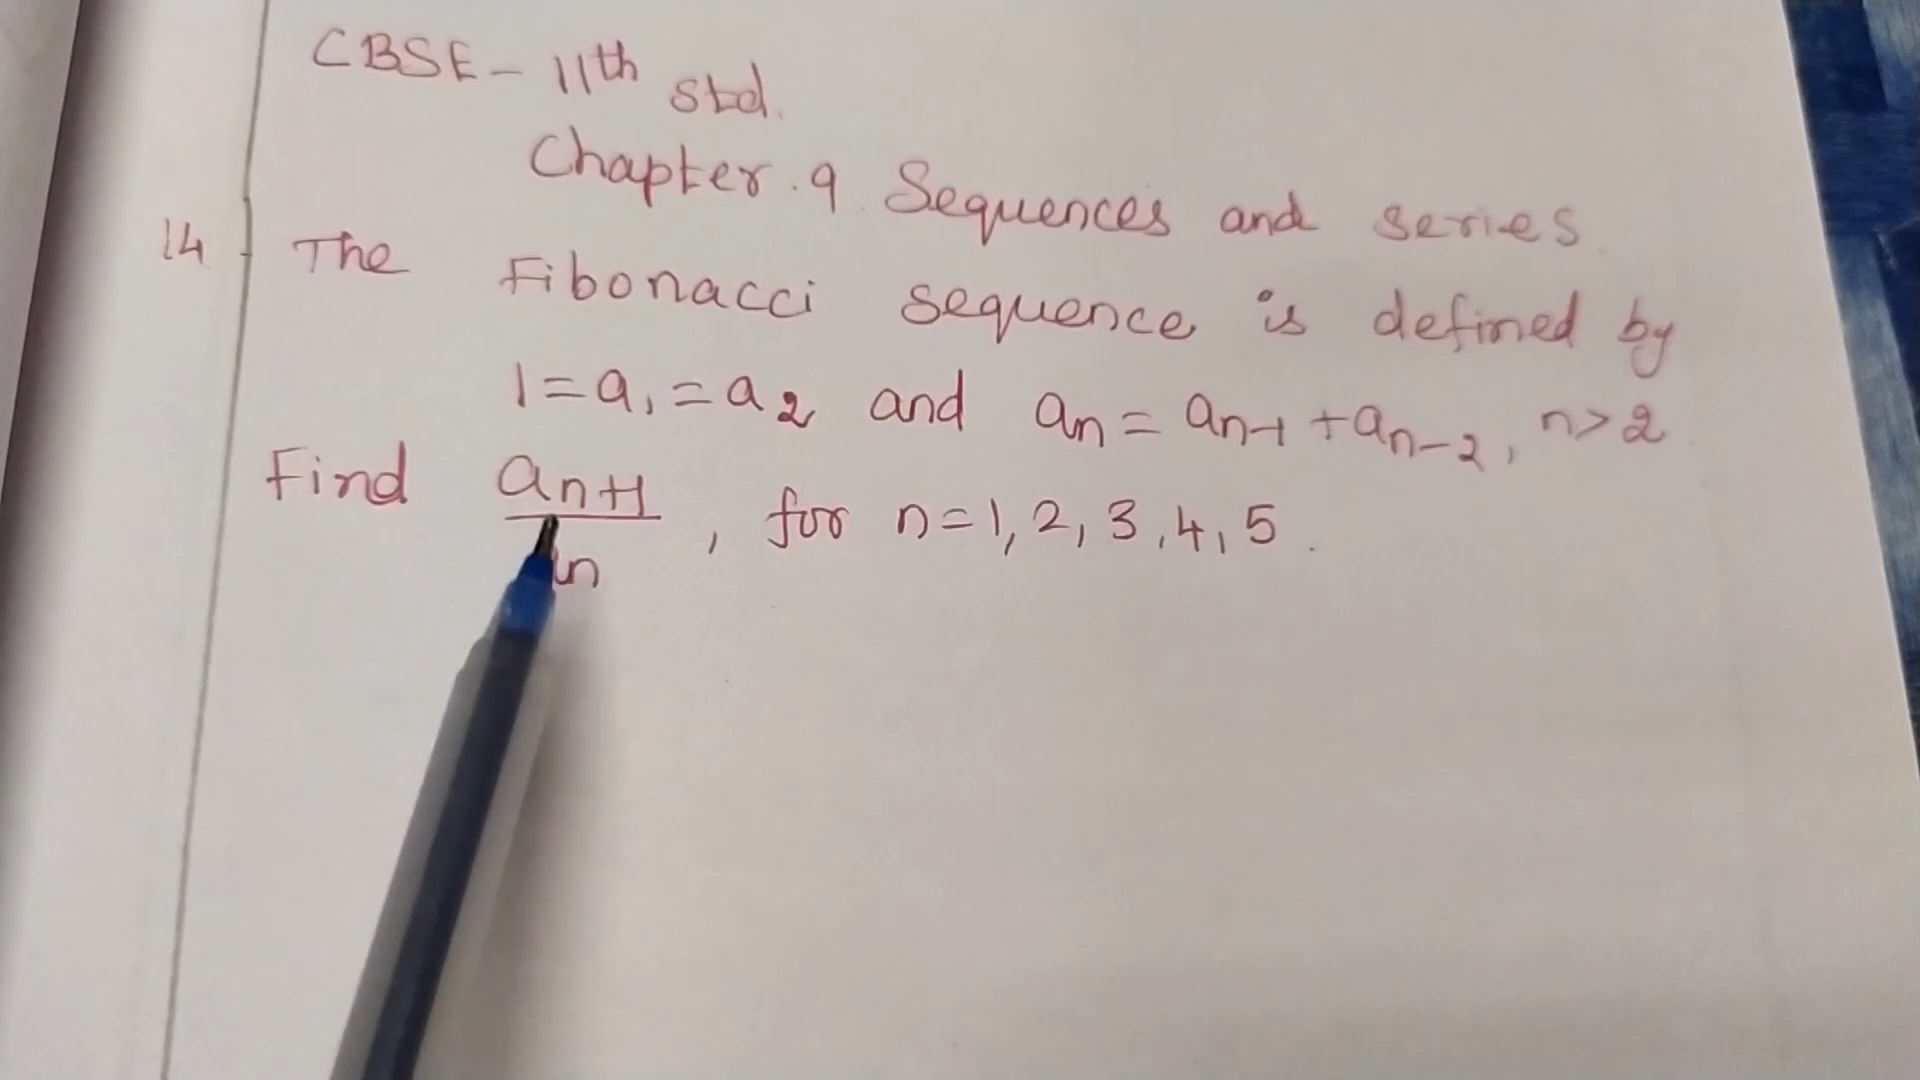 CBSE - 11th std.
Chapter. 9 Sequences and series.
14. The Fibonacci sequence is defined by
1 = a₁ = a₂ and aₙ = aₙ₋₁ + aₙ₋₂, n > 2
Find aₙ₊₁ / aₙ, for n = 1, 2, 3, 4, 5.